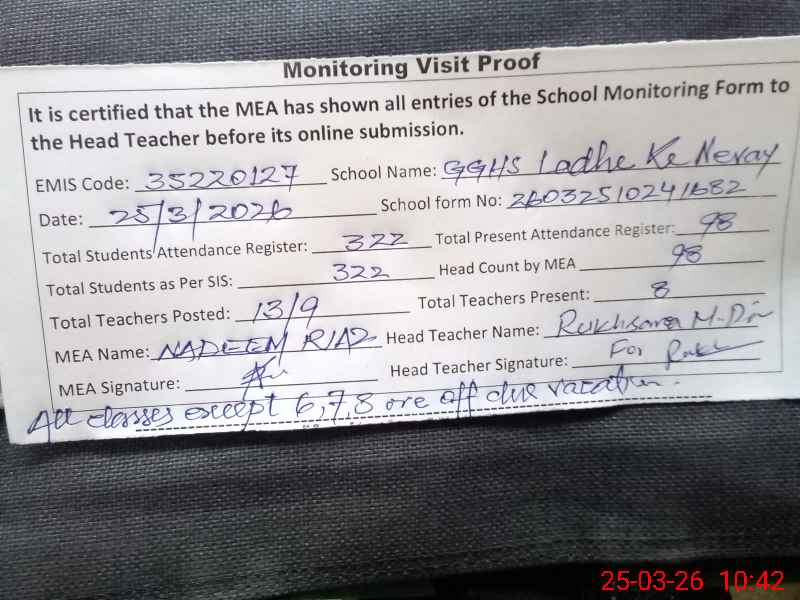 Monitoring Visit Proof
It is certified that the MEA has shown all entries of the School Monitoring Form to
the Head Teacher before its online submission.
EMIS Code: 35220127 School Name: GGHS Ladhe Ke Nevay
Date: 25/3/2026 School form No: 26032510241682
Total Students Attendance Register: 322 Total Present Attendance Register: 98
Total Students as Per SIS: 322 Head Count by MEA 98
Total Teachers Posted: 13/9 Total Teachers Present: 8
MEA Name: NADEEM RIAZ Head Teacher Name: Rukhsana M. Din
MEA Signature: Head Teacher Signature: For
All classes except 6,7,8 are off due vacation.
25-03-26 10:42